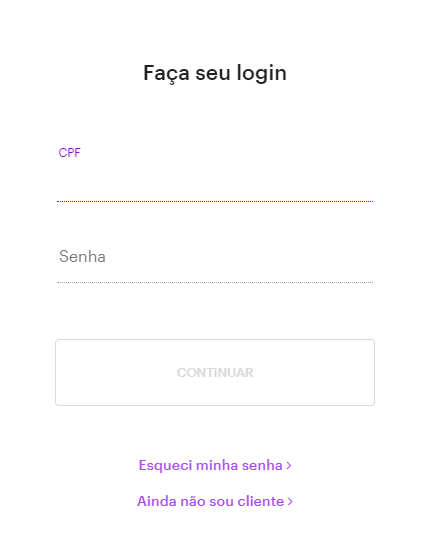 Faça seu login
CPF
Senha
CONTINUAR
Esqueci minha senha >
Ainda não sou cliente >